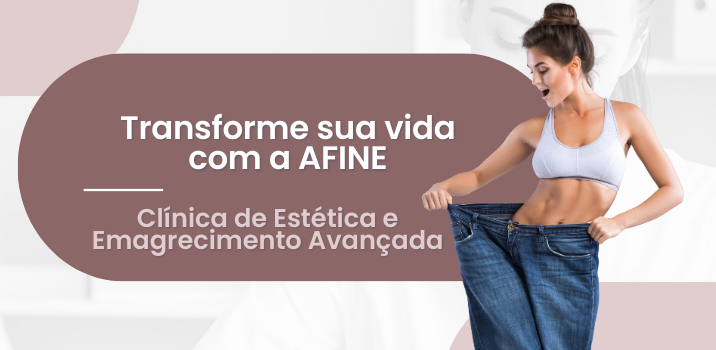 Transforme sua vida
com a AFINE
Clínica de Estética e
Emagrecimento Avançada